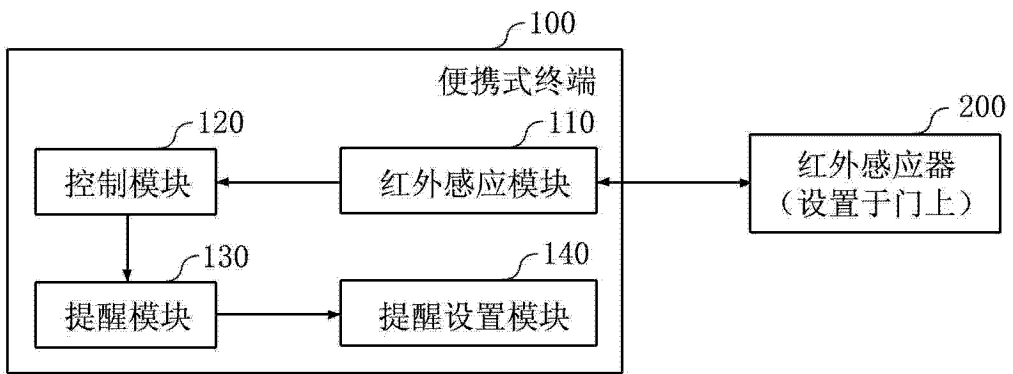 100
便携式终端
120
110
200
控制模块
红外感应模块
红外感应器
（设置于门上）
130
140
提醒模块
提醒设置模块